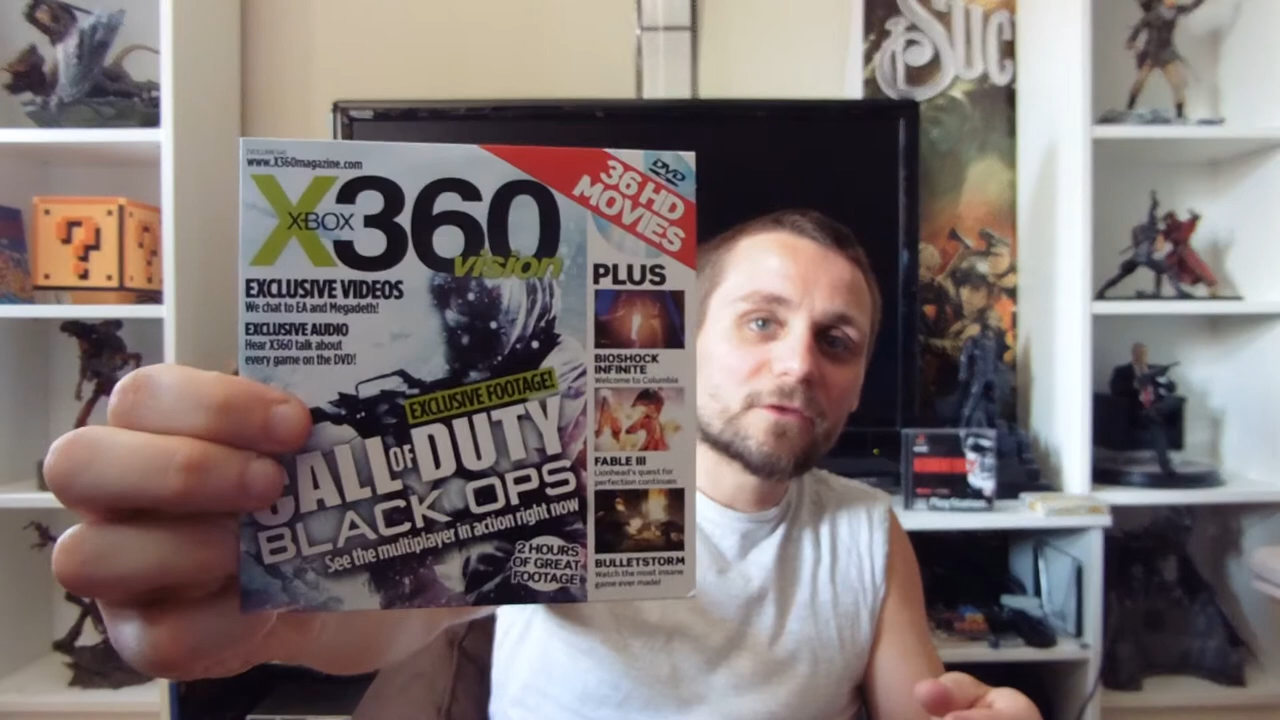 www.X360magazine.com
XBOX
X360
vision
DVD
36 HD
MOVIES
EXCLUSIVE VIDEOS
We chat to EA and Megadeth!
EXCLUSIVE AUDIO
Hear X360 talk about
every game on the DVD!
EXCLUSIVE FOOTAGE!
CALL OF DUTY
BLACK OPS
See the multiplayer in action right now
2 HOURS
OF GREAT
FOOTAGE
PLUS
BIOSHOCK
INFINITE
Welcome to Columbia
FABLE III
Lionhead's quest for
perfection continues
BULLETSTORM
Watch the most insane
game ever made!
Suc
?
?
PlayStation